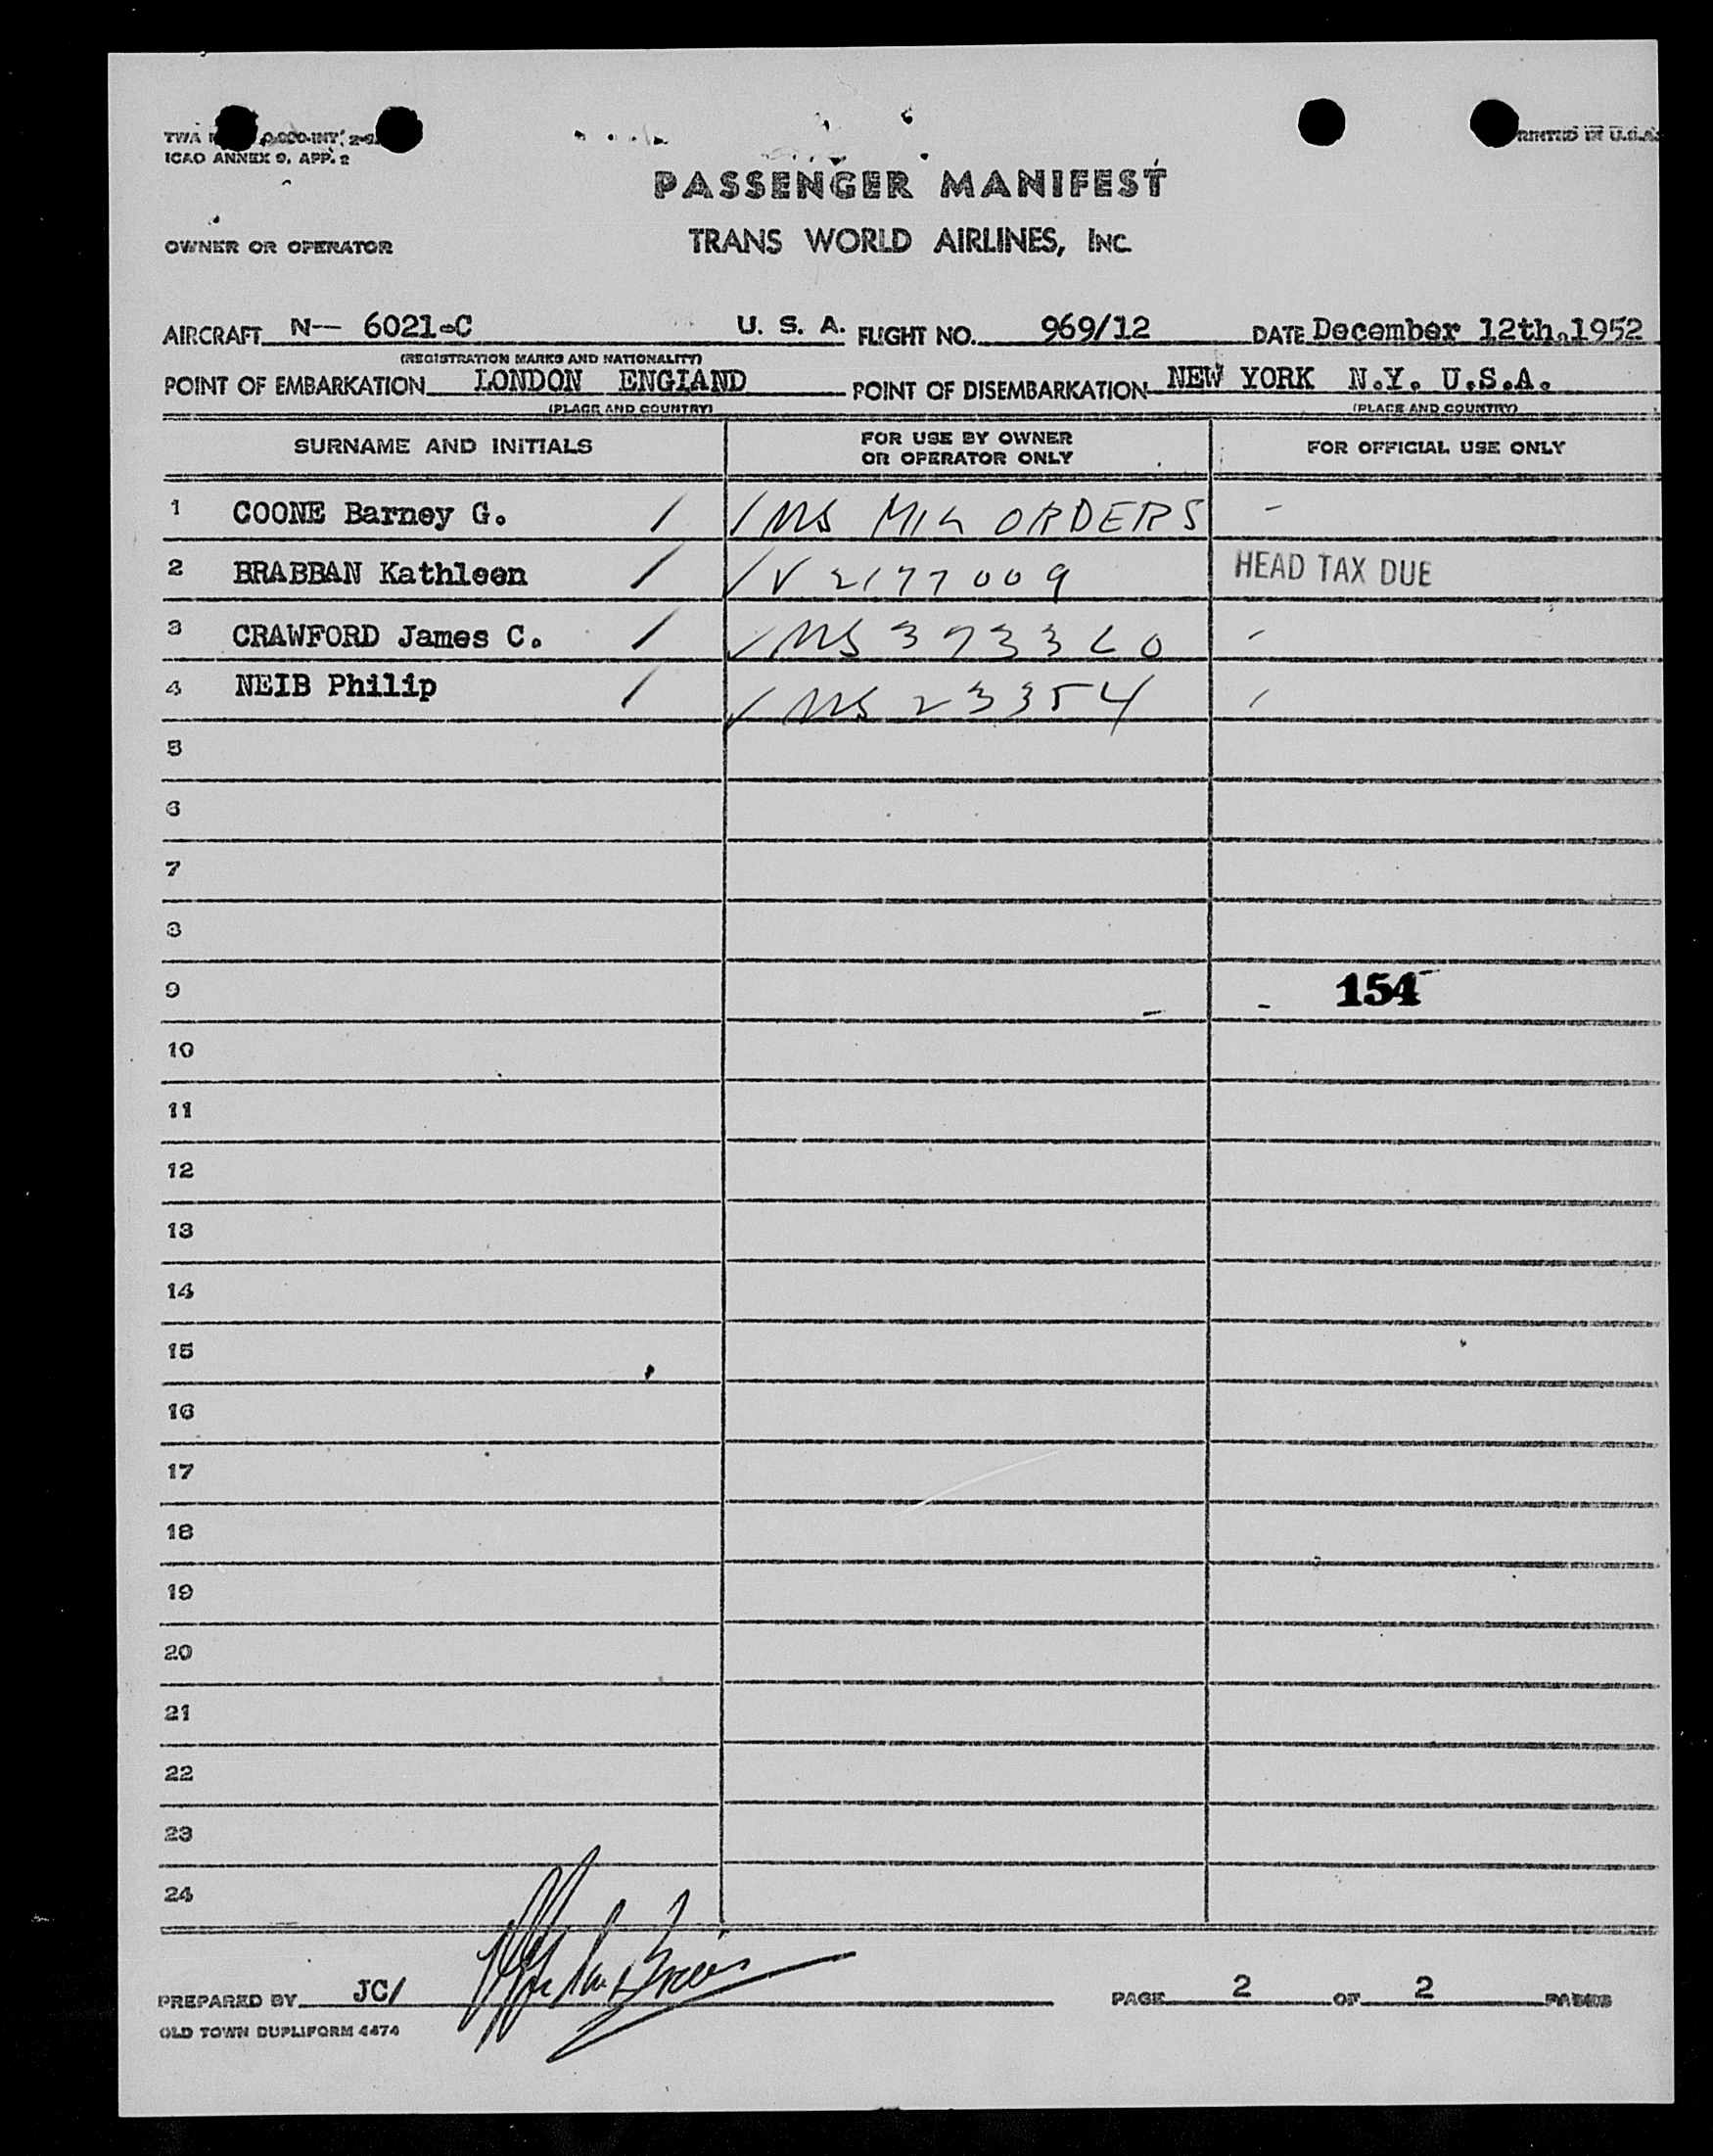 TWA
ICAO ANNEX 9, APP. 2
PRINTED IN U.S.A.
PASSENGER MANIFEST
OWNER OR OPERATOR
TRANS WORLD AIRLINES, INC.
AIRCRAFT N-- 6021-C U. S. A. FLIGHT NO. 969/12 DATE December 12th.1952
(REGISTRATION MARKS AND NATIONALITY)
POINT OF EMBARKATION LONDON ENGLAND POINT OF DISEMBARKATION NEW YORK N.Y. U.S.A.
(PLACE AND COUNTRY) (PLACE AND COUNTRY)
SURNAME AND INITIALS
FOR USE BY OWNER
OR OPERATOR ONLY
FOR OFFICIAL USE ONLY
1 COONE Barney G. / / MIL ORDERS -
2 BRABBAN Kathleen / / V 2177009 HEAD TAX DUE
3 CRAWFORD James C. / 
4 NEIB Philip / 23354
5
6
7
8
9 154
10
11
12
13
14
15
16
17
18
19
20
21
22
23
24
PREPARED BY JC/
PAGE 2 OF 2 PAGES
OLD TOWN DUPLIFORM 4474